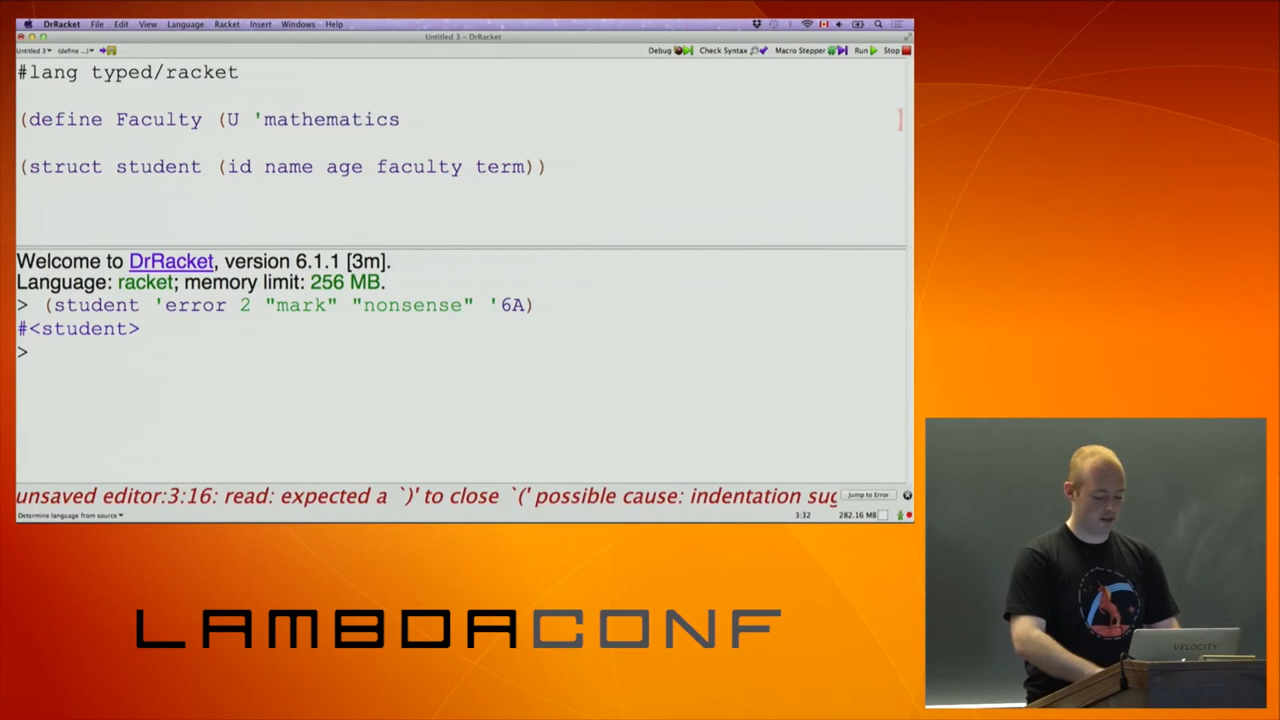 DrRacket File Edit View Language Racket Insert Windows Help
Untitled 3 - DrRacket
Untitled 3 (define ...) Debug Check Syntax Macro Stepper Run Stop
#lang typed/racket
(define Faculty (U 'mathematics
(struct student (id name age faculty term))
Welcome to DrRacket, version 6.1.1 [3m].
Language: racket; memory limit: 256 MB.
> (student 'error 2 "mark" "nonsense" '6A)
#<student>
>
unsaved editor:3:16: read: expected a `)' to close `(' possible cause: indentation sug
Jump to Error
Determine language from source 3:32 282.16 MB
LAMBDACONF
VELOCITY